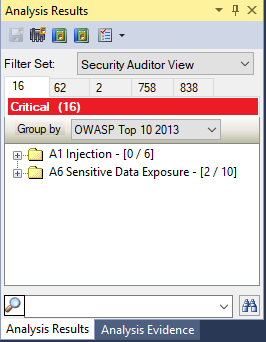 Analysis Results
Filter Set: Security Auditor View
16 62 2 758 838
Critical (16)
Group by OWASP Top 10 2013
A1 Injection - [0 / 6]
A6 Sensitive Data Exposure - [2 / 10]
Analysis Results Analysis Evidence